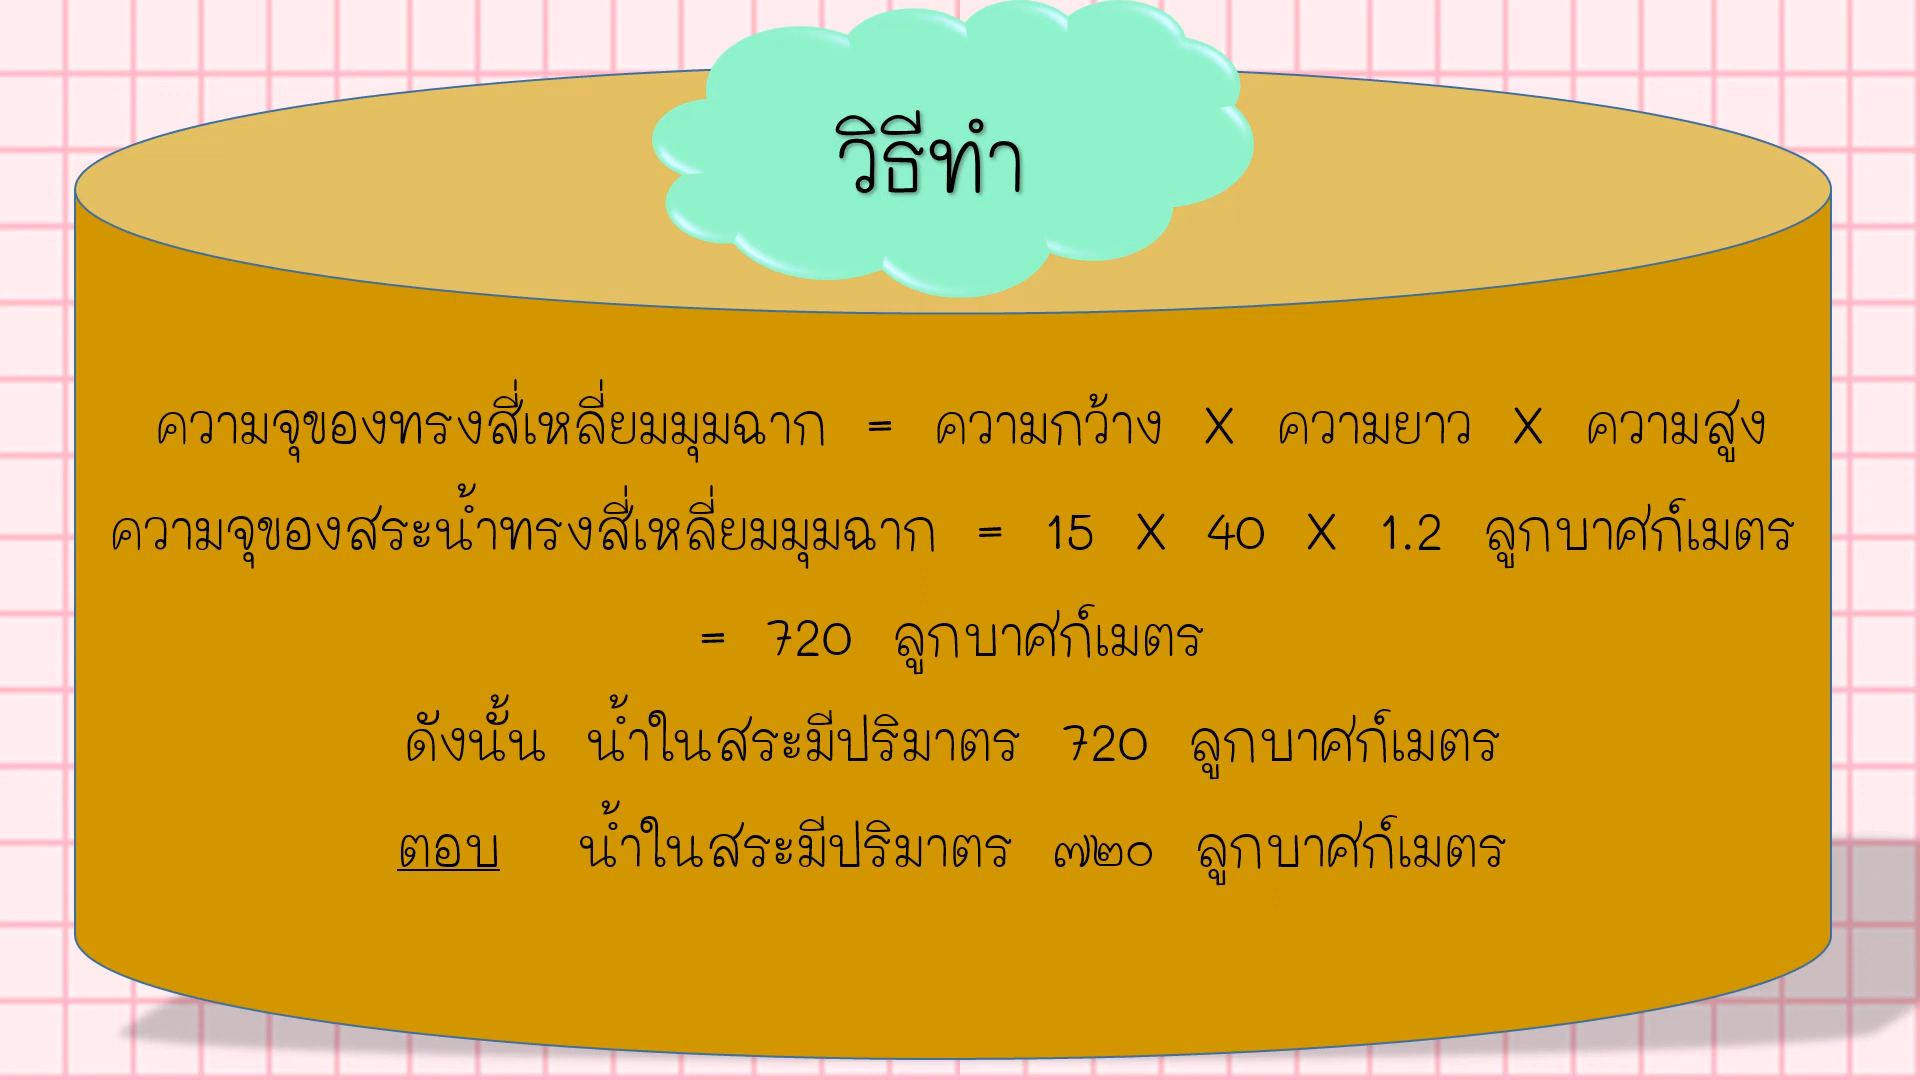 วิธีทำ
ความจุของทรงสี่เหลี่ยมมุมฉาก = ความกว้าง X ความยาว X ความสูง
ความจุของสระน้ำทรงสี่เหลี่ยมมุมฉาก = 15 X 40 X 1.2 ลูกบาศก์เมตร
= 720 ลูกบาศก์เมตร
ดังนั้น น้ำในสระมีปริมาตร 720 ลูกบาศก์เมตร
ตอบ น้ำในสระมีปริมาตร ๗๒๐ ลูกบาศก์เมตร